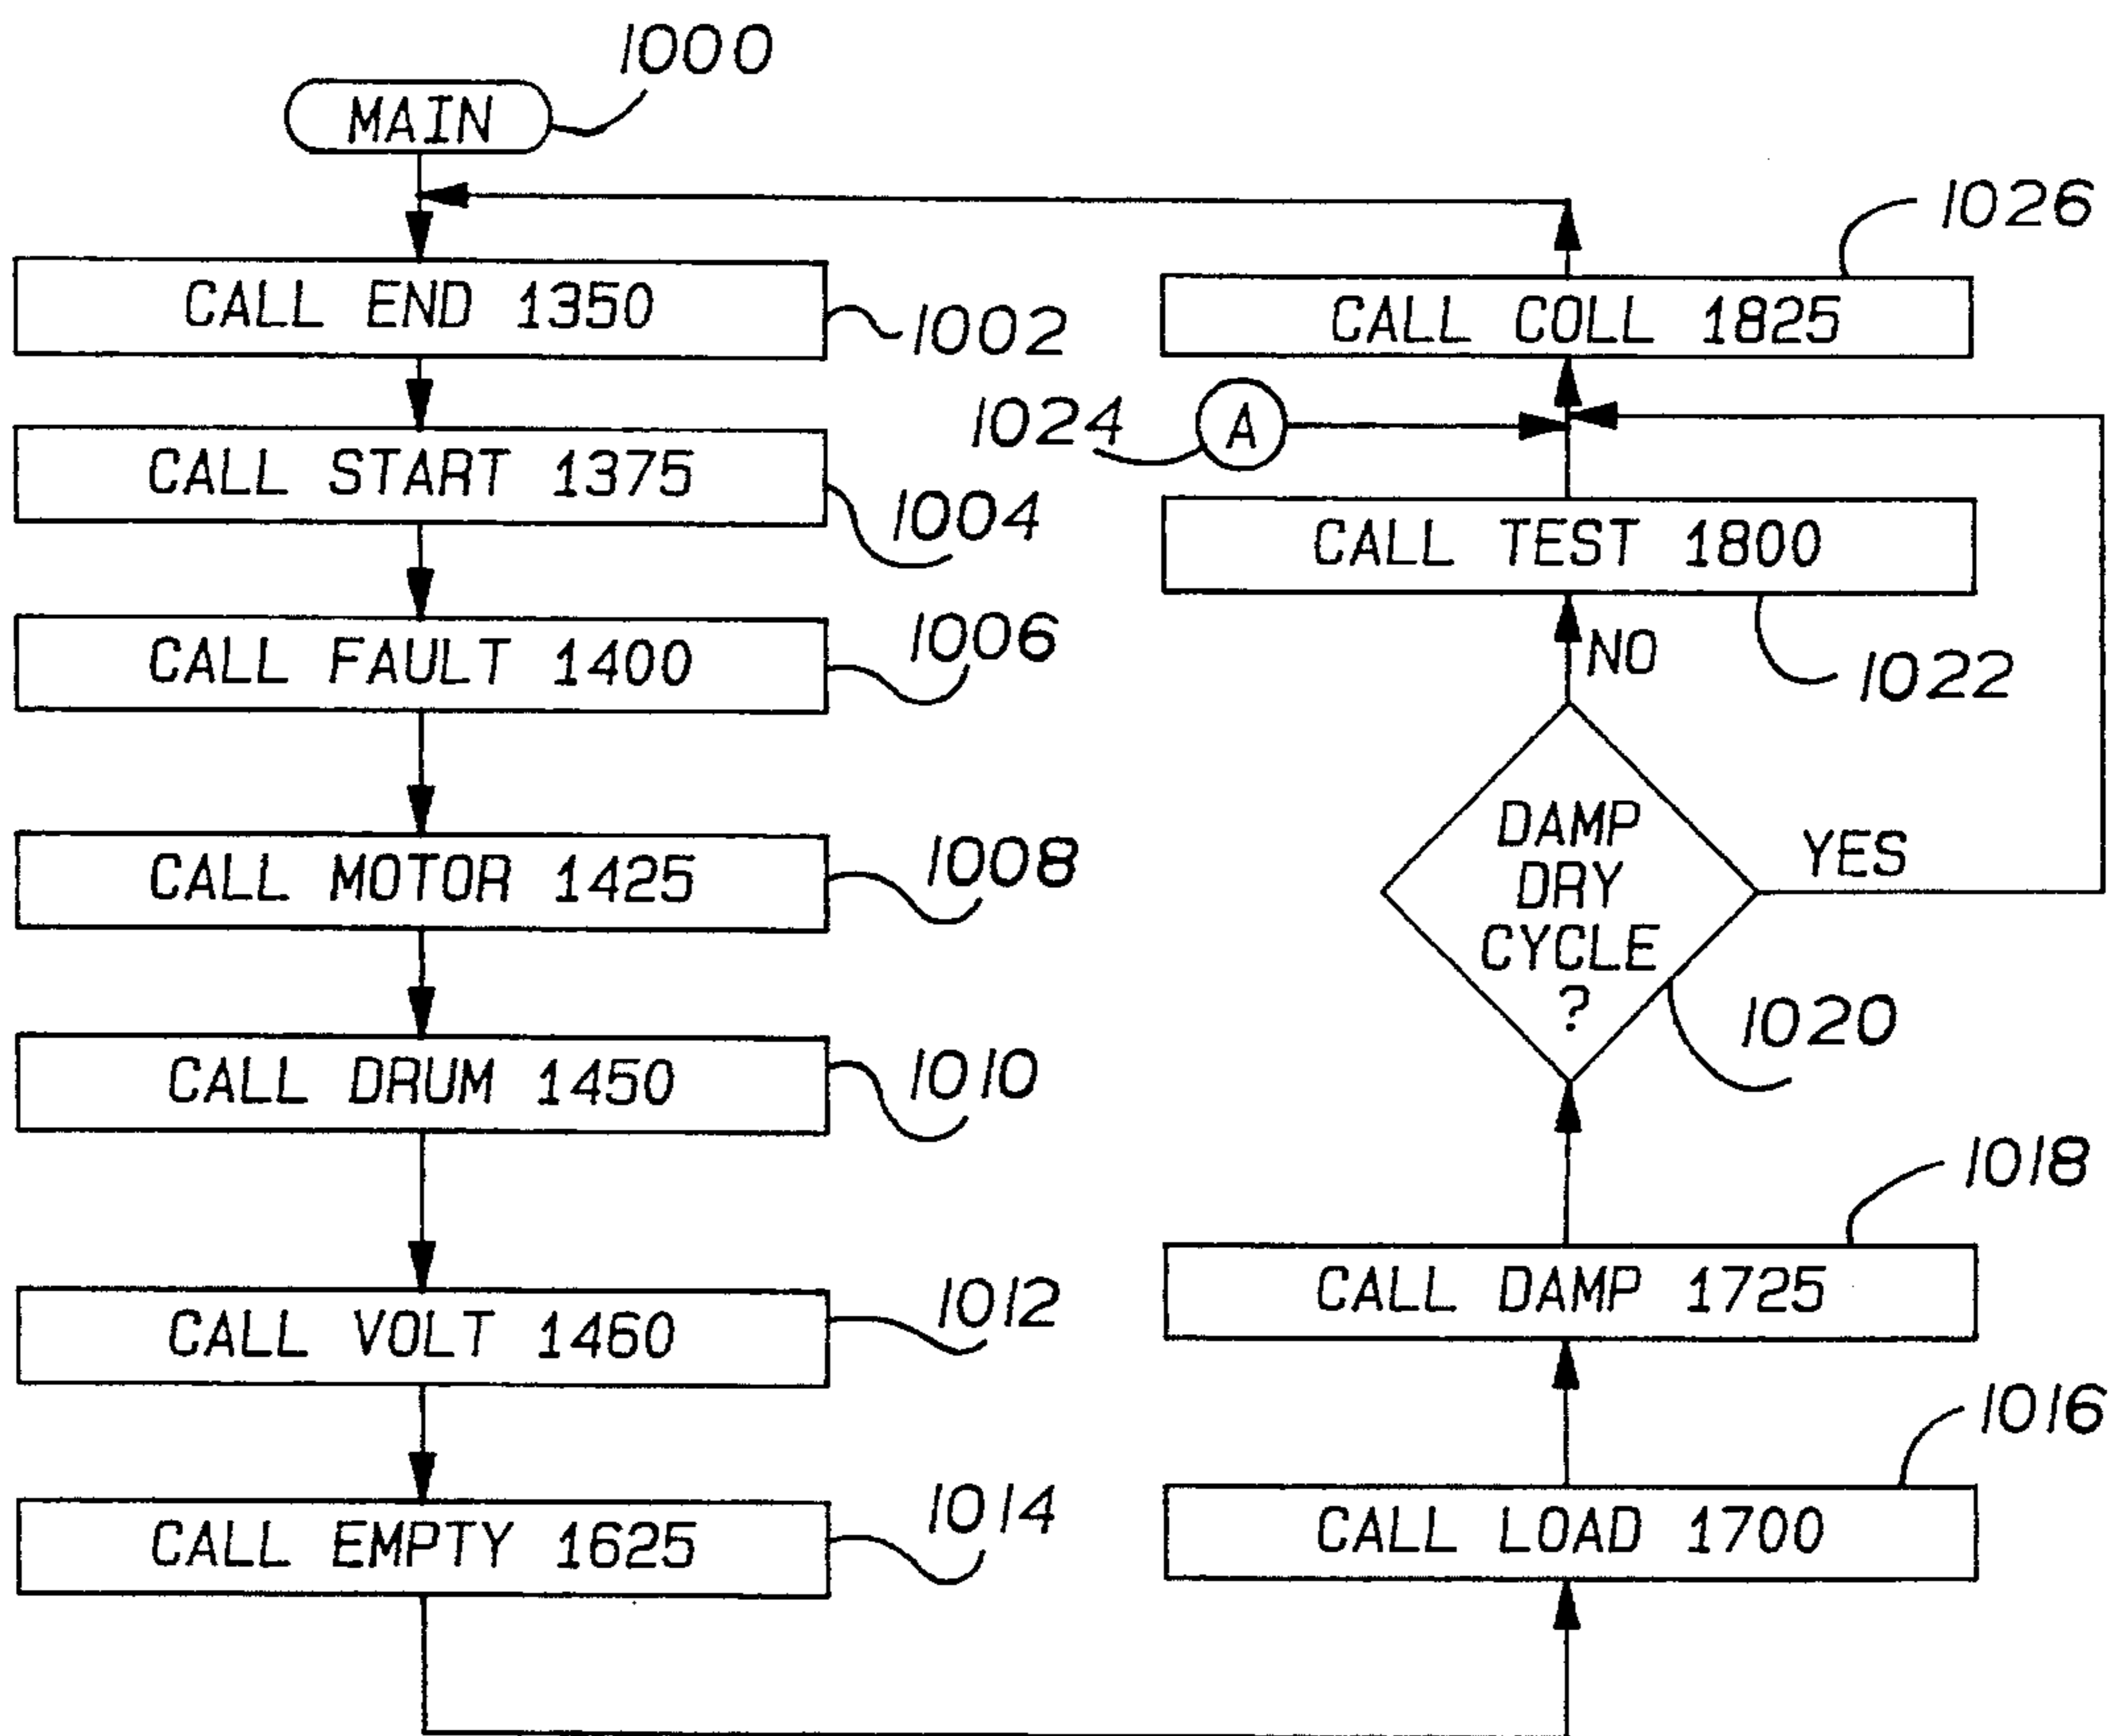 1000
MAIN
CALL END 1350
1002
CALL START 1375
1004
CALL FAULT 1400
1006
CALL MOTOR 1425
1008
CALL DRUM 1450
1010
CALL VOLT 1460
1012
CALL EMPTY 1625
1014
1026
CALL COLL 1825
1024
A
CALL TEST 1800
NO
1022
DAMP
DRY
CYCLE
?
YES
1020
1018
CALL DAMP 1725
1016
CALL LOAD 1700